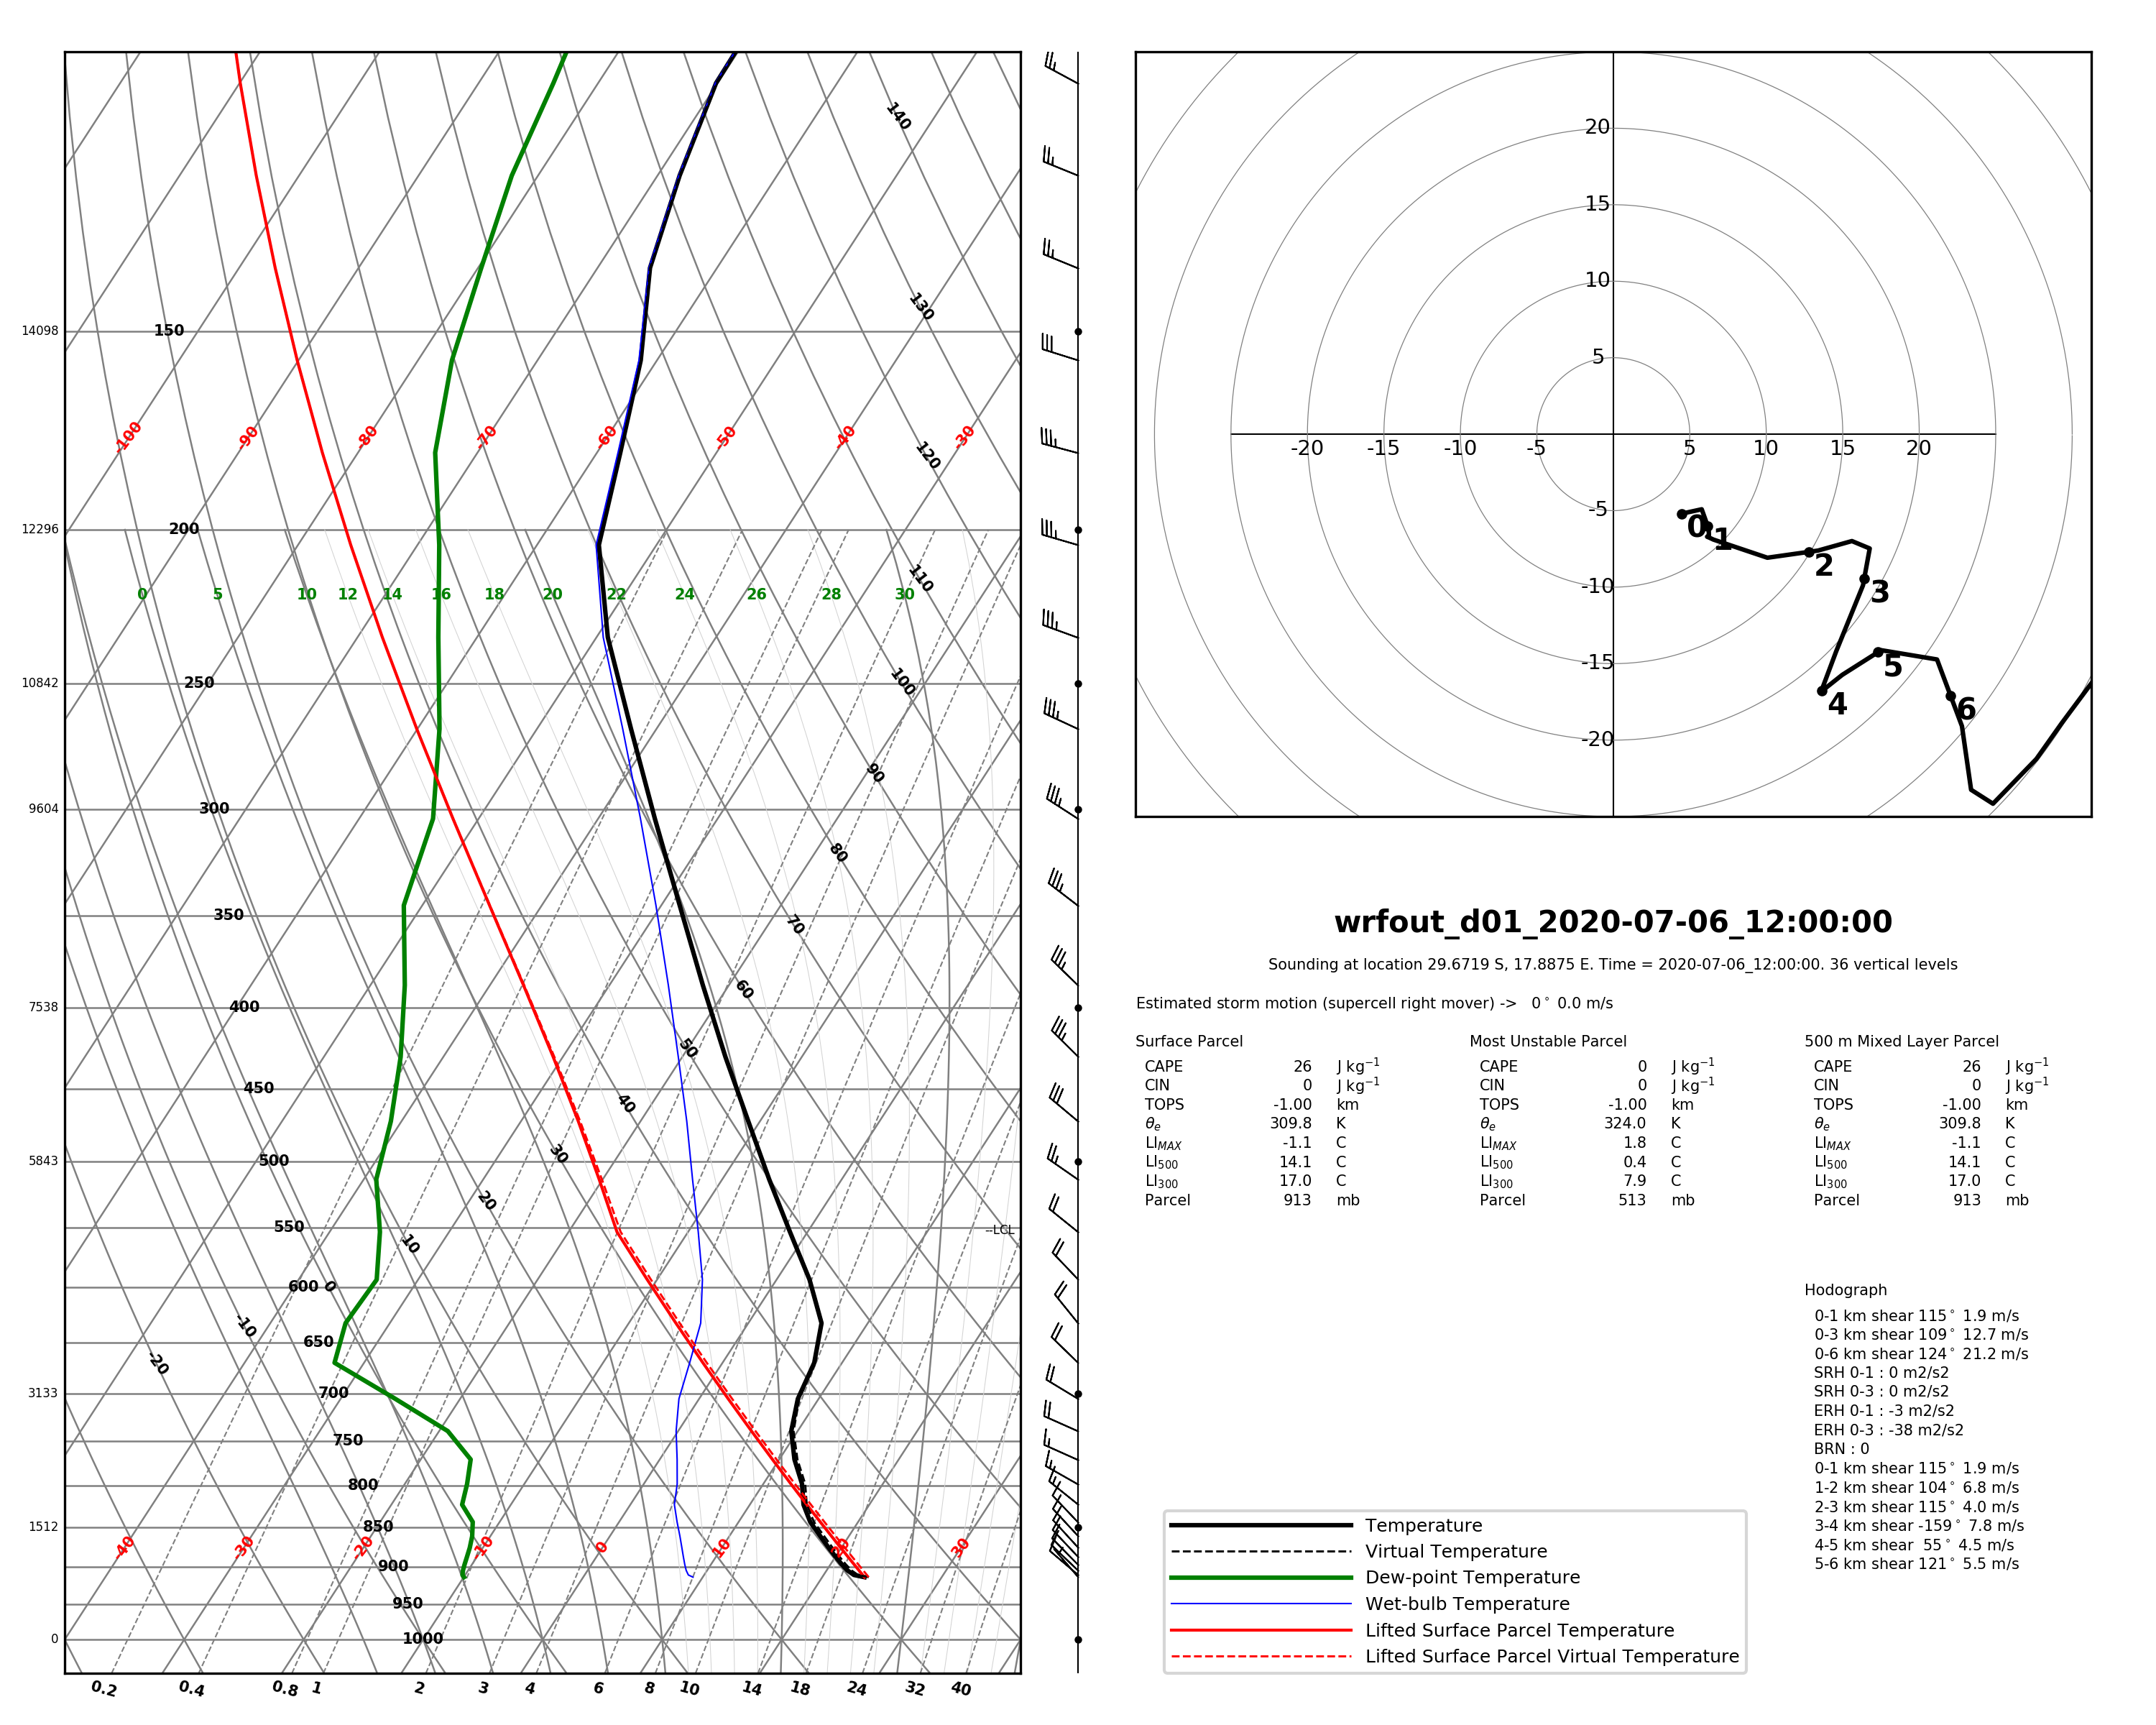 140
130
120
110
100
90
80
70
60
50
40
30
20
10
0
-10
-20
14098 150
-100 -90 -80 -70 -60 -50 -40 -30
12296 200
0 5 10 12 14 16 18 20 22 24 26 28 30
10842 250
9604 300
350
7538 400
450
5843 500
550 --LCL
600
650
3133 700
750
800
1512 850
-40 -30 -20 -10 0 10 20 30
900
950
0 1000
0.2 0.4 0.8 1 2 3 4 6 8 10 14 18 24 32 40
20
15
10
5
-20 -15 -10 -5 5 10 15 20
-5
-10
-15
-20
0 1 2 3 4 5 6
wrfout_d01_2020-07-06_12:00:00
Sounding at location 29.6719 S, 17.8875 E. Time = 2020-07-06_12:00:00. 36 vertical levels
Estimated storm motion (supercell right mover) -> 0° 0.0 m/s
Surface Parcel
CAPE 26 J kg⁻¹
CIN 0 J kg⁻¹
TOPS -1.00 km
θe 309.8 K
LIMAX -1.1 C
LI500 14.1 C
LI300 17.0 C
Parcel 913 mb
Most Unstable Parcel
CAPE 0 J kg⁻¹
CIN 0 J kg⁻¹
TOPS -1.00 km
θe 324.0 K
LIMAX 1.8 C
LI500 0.4 C
LI300 7.9 C
Parcel 513 mb
500 m Mixed Layer Parcel
CAPE 26 J kg⁻¹
CIN 0 J kg⁻¹
TOPS -1.00 km
θe 309.8 K
LIMAX -1.1 C
LI500 14.1 C
LI300 17.0 C
Parcel 913 mb
Hodograph
0-1 km shear 115° 1.9 m/s
0-3 km shear 109° 12.7 m/s
0-6 km shear 124° 21.2 m/s
SRH 0-1 : 0 m2/s2
SRH 0-3 : 0 m2/s2
ERH 0-1 : -3 m2/s2
ERH 0-3 : -38 m2/s2
BRN : 0
0-1 km shear 115° 1.9 m/s
1-2 km shear 104° 6.8 m/s
2-3 km shear 115° 4.0 m/s
3-4 km shear -159° 7.8 m/s
4-5 km shear 55° 4.5 m/s
5-6 km shear 121° 5.5 m/s
Temperature
Virtual Temperature
Dew-point Temperature
Wet-bulb Temperature
Lifted Surface Parcel Temperature
Lifted Surface Parcel Virtual Temperature